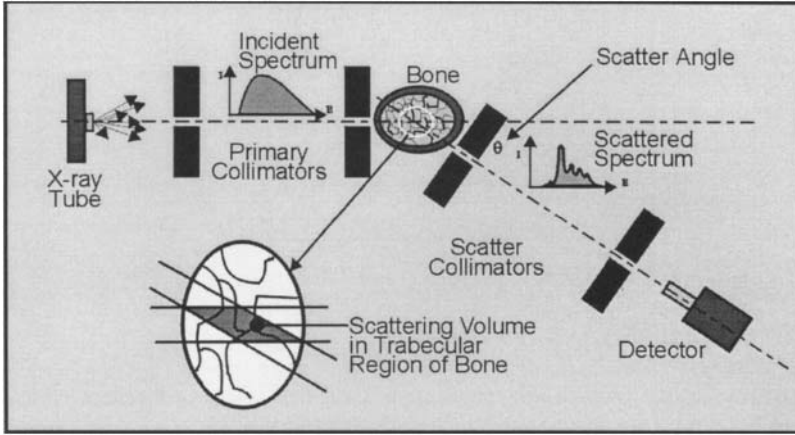 Incident
Spectrum
I
E
Bone
Scatter Angle
X-ray
Tube
Primary
Collimators
θ
Scattered
Spectrum
I
E
Scatter
Collimators
Scattering Volume
in Trabecular
Region of Bone
Detector